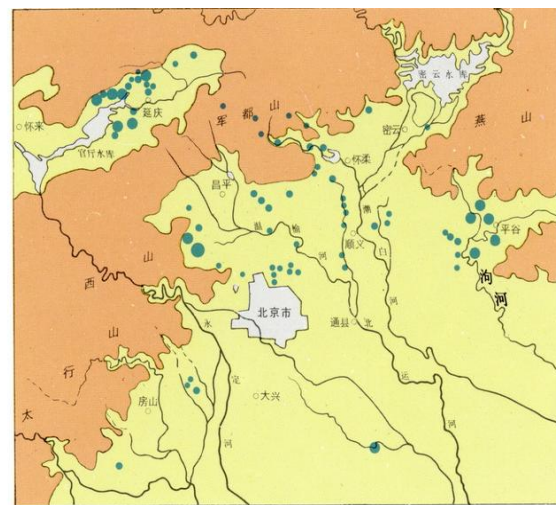 密云水库
燕山
军都山
延庆
怀来
官厅水库
密云
怀柔
昌平
平谷
温榆河
顺义
潮白河
泃河
西山
北京市
永定河
通县
北运河
太行山
房山
大兴